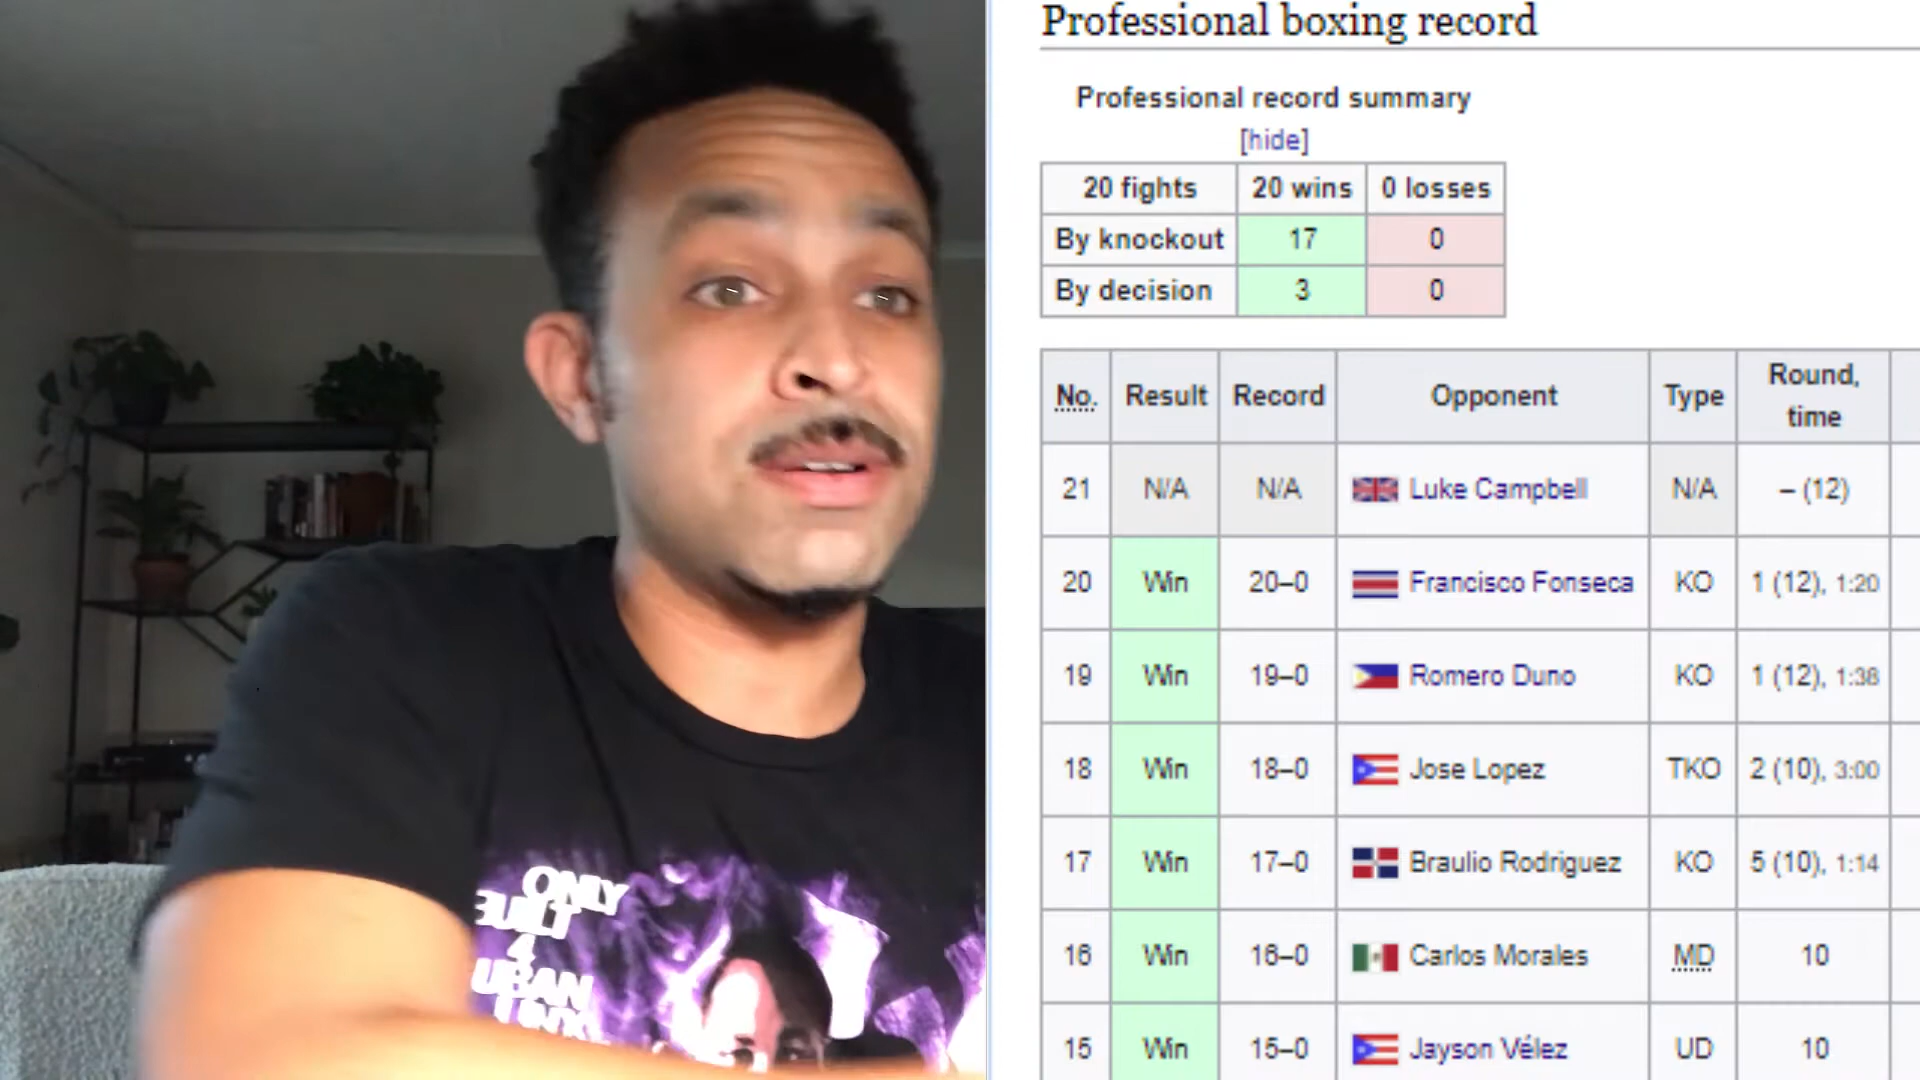 Professional boxing record
Professional record summary
[hide]
20 fights 20 wins 0 losses
By knockout 17 0
By decision 3 0
No. Result Record Opponent Type Round, time
21 N/A N/A Luke Campbell N/A – (12)
20 Win 20–0 Francisco Fonseca KO 1 (12), 1:20
19 Win 19–0 Romero Duno KO 1 (12), 1:38
18 Win 18–0 Jose Lopez TKO 2 (10), 3:00
17 Win 17–0 Braulio Rodriguez KO 5 (10), 1:14
16 Win 16–0 Carlos Morales MD 10
15 Win 15–0 Jayson Vélez UD 10
ONLY
BUILT
4